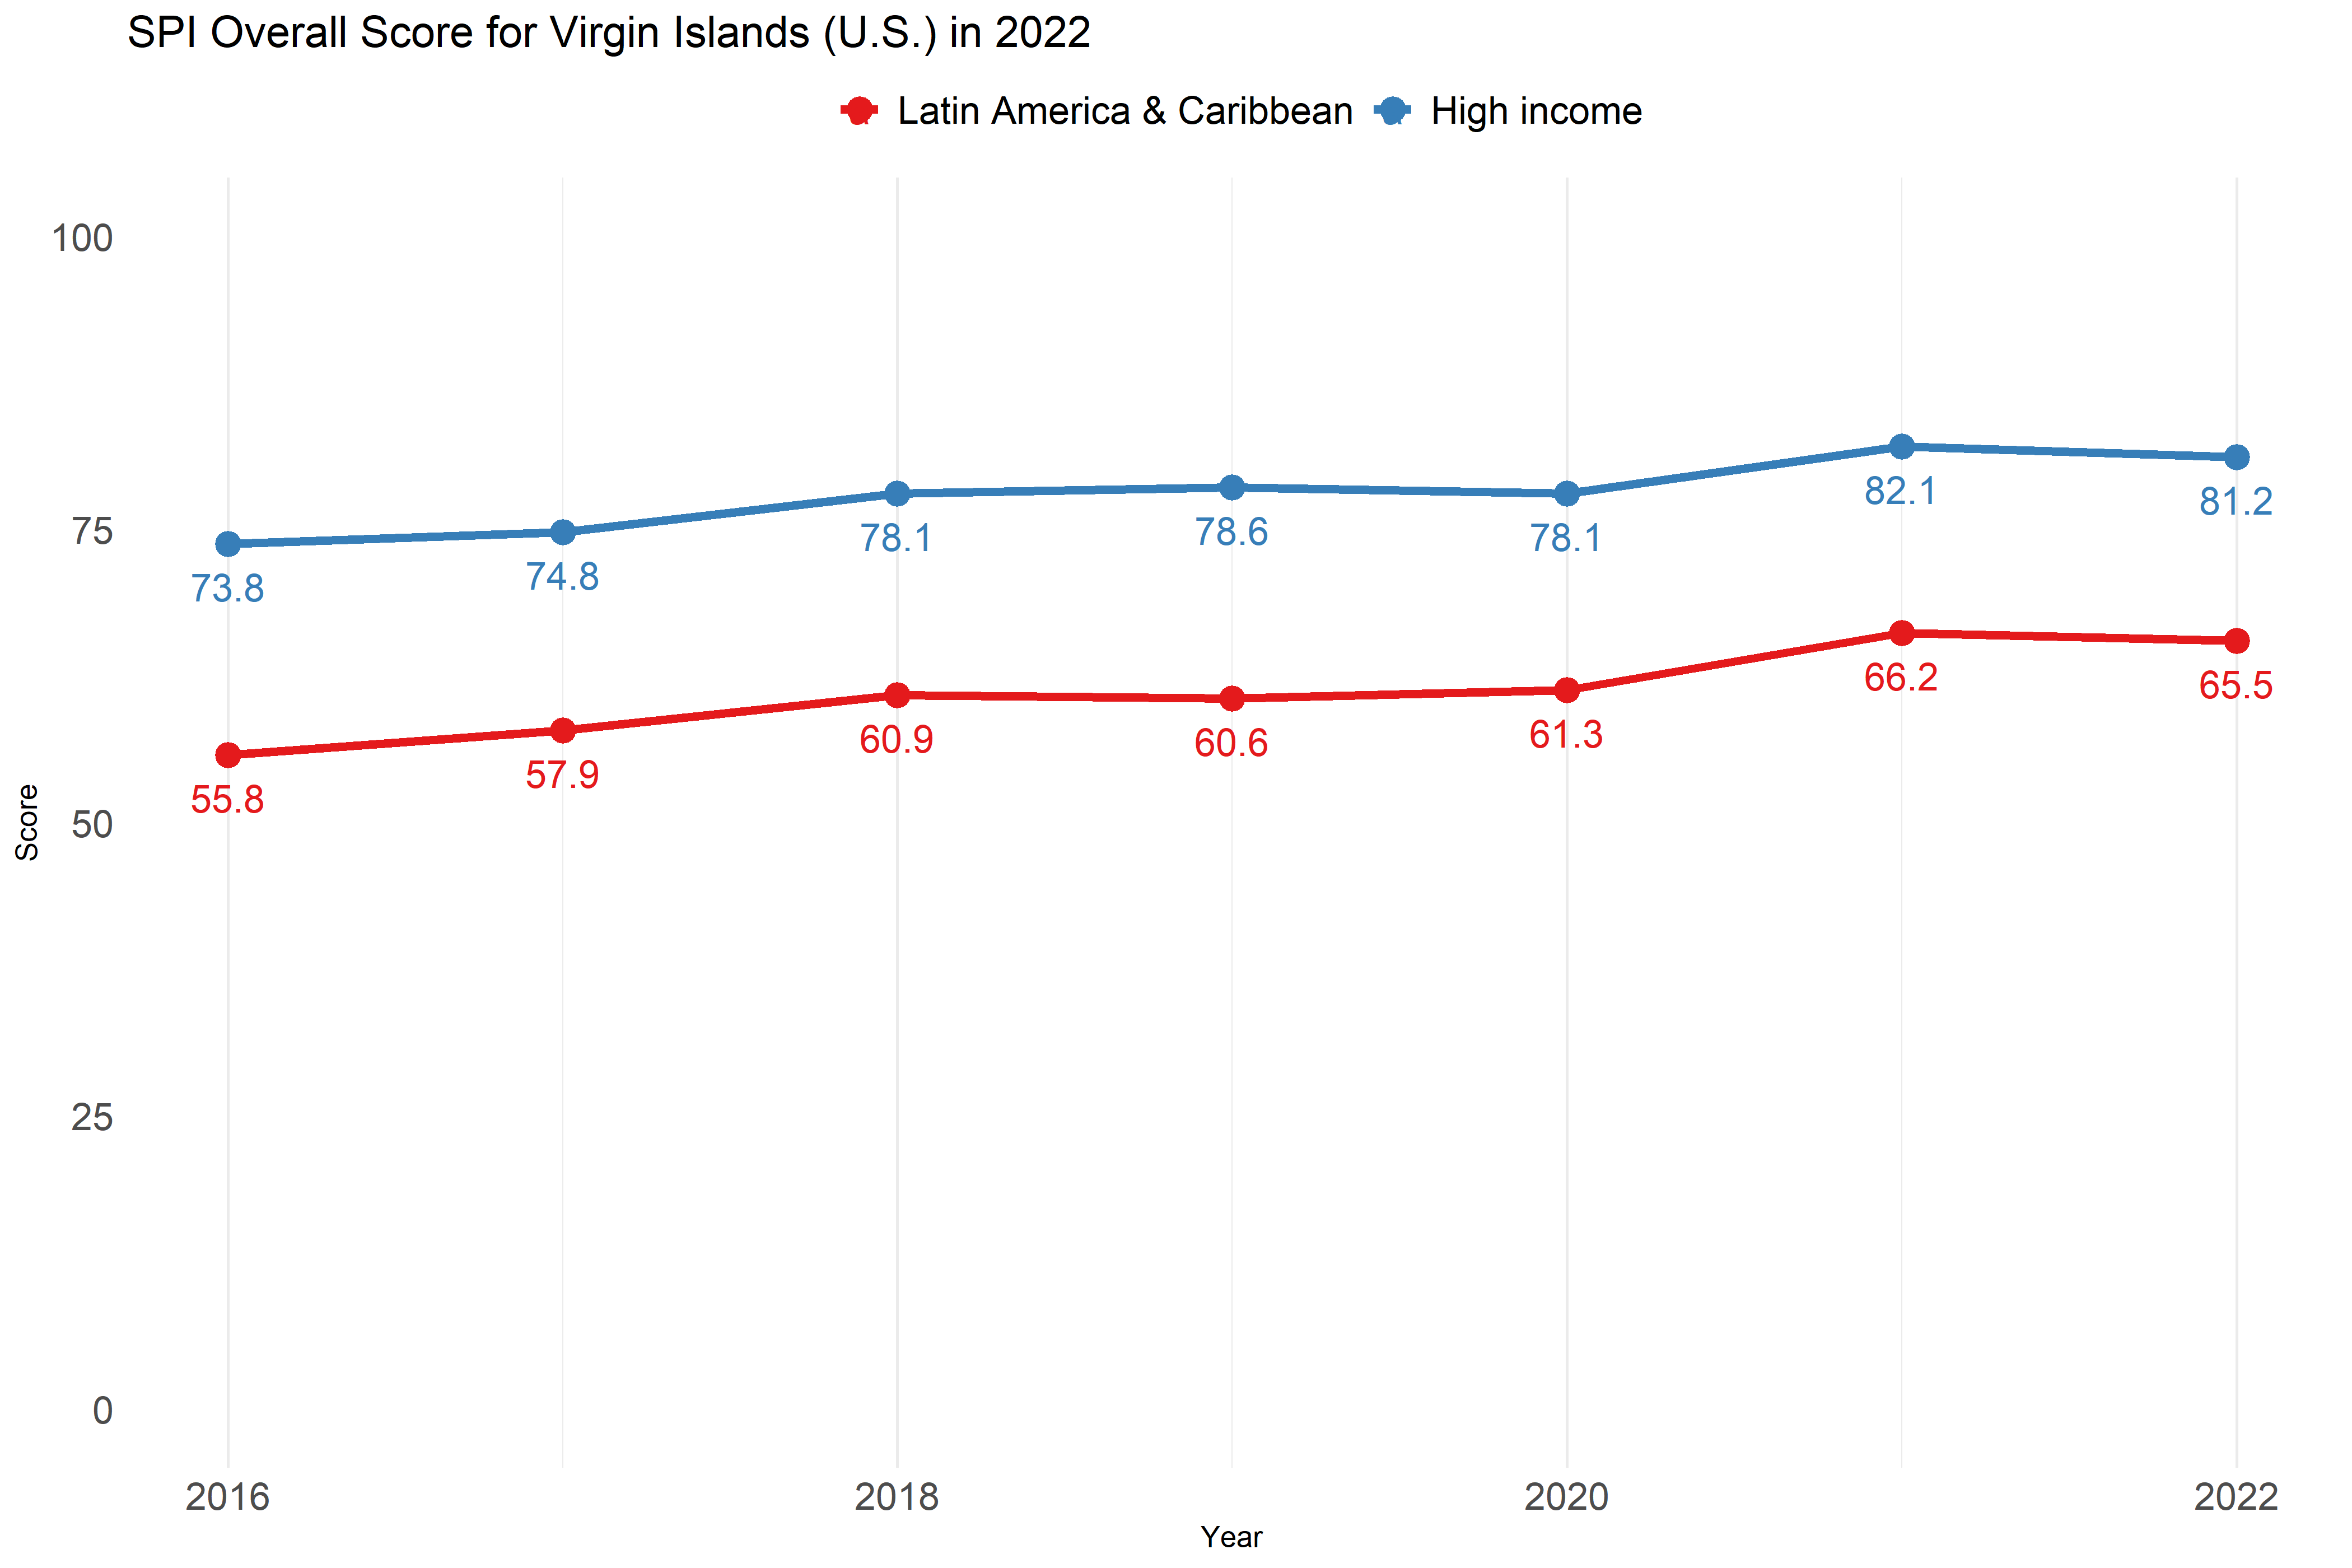 SPI Overall Score for Virgin Islands (U.S.) in 2022
Latin America & Caribbean High income
100
75
50
25
0
Score
73.8 74.8 78.1 78.6 78.1 82.1 81.2
55.8 57.9 60.9 60.6 61.3 66.2 65.5
2016 2018 2020 2022
Year